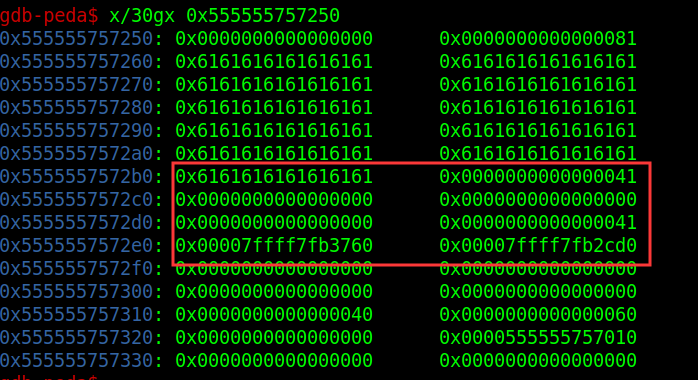 gdb-peda$ x/30gx 0x555555757250
0x555555757250: 0x0000000000000000 0x0000000000000081
0x555555757260: 0x6161616161616161 0x6161616161616161
0x555555757270: 0x6161616161616161 0x6161616161616161
0x555555757280: 0x6161616161616161 0x6161616161616161
0x555555757290: 0x6161616161616161 0x6161616161616161
0x5555557572a0: 0x6161616161616161 0x6161616161616161
0x5555557572b0: 0x6161616161616161 0x0000000000000041
0x5555557572c0: 0x0000000000000000 0x0000000000000000
0x5555557572d0: 0x0000000000000000 0x0000000000000041
0x5555557572e0: 0x00007ffff7fb3760 0x00007ffff7fb2cd0
0x5555557572f0: 0x0000000000000000 0x0000000000000000
0x555555757300: 0x0000000000000000 0x0000000000000000
0x555555757310: 0x0000000000000040 0x0000000000000060
0x555555757320: 0x0000000000000000 0x0000555555757010
0x555555757330: 0x0000000000000000 0x0000000000000000